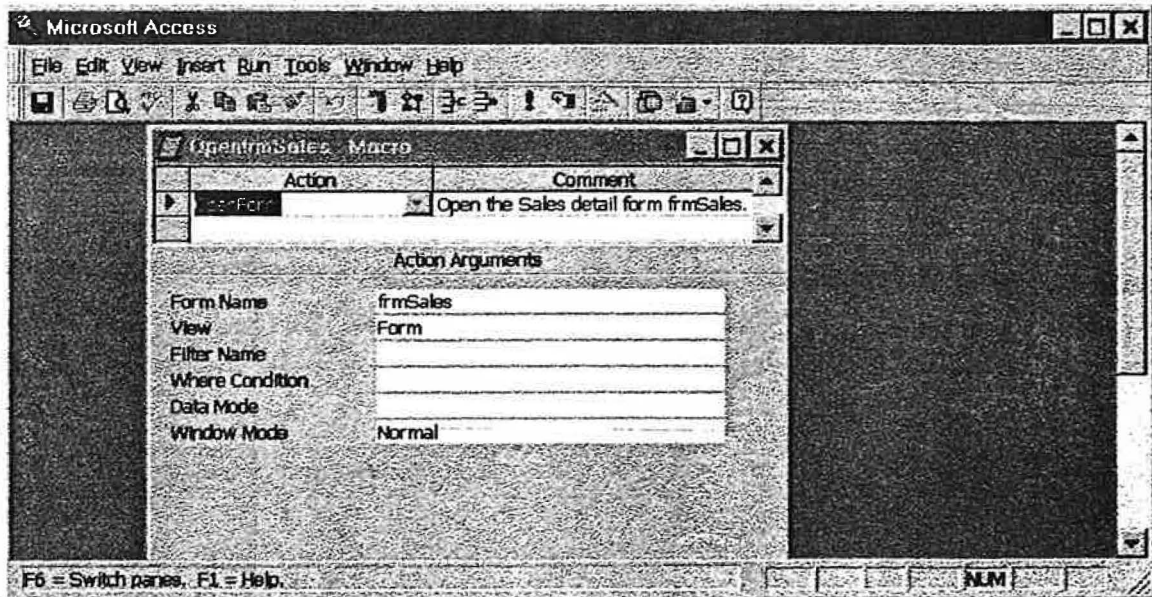 Microsoft Access
File Edit View Insert Run Tools Window Help
OpenfrmSales : Macro
Action Comment
OpenForm Open the Sales detail form frmSales.
Action Arguments
Form Name frmSales
View Form
Filter Name
Where Condition
Data Mode
Window Mode Normal
F6 = Switch panes. F1 = Help. NUM